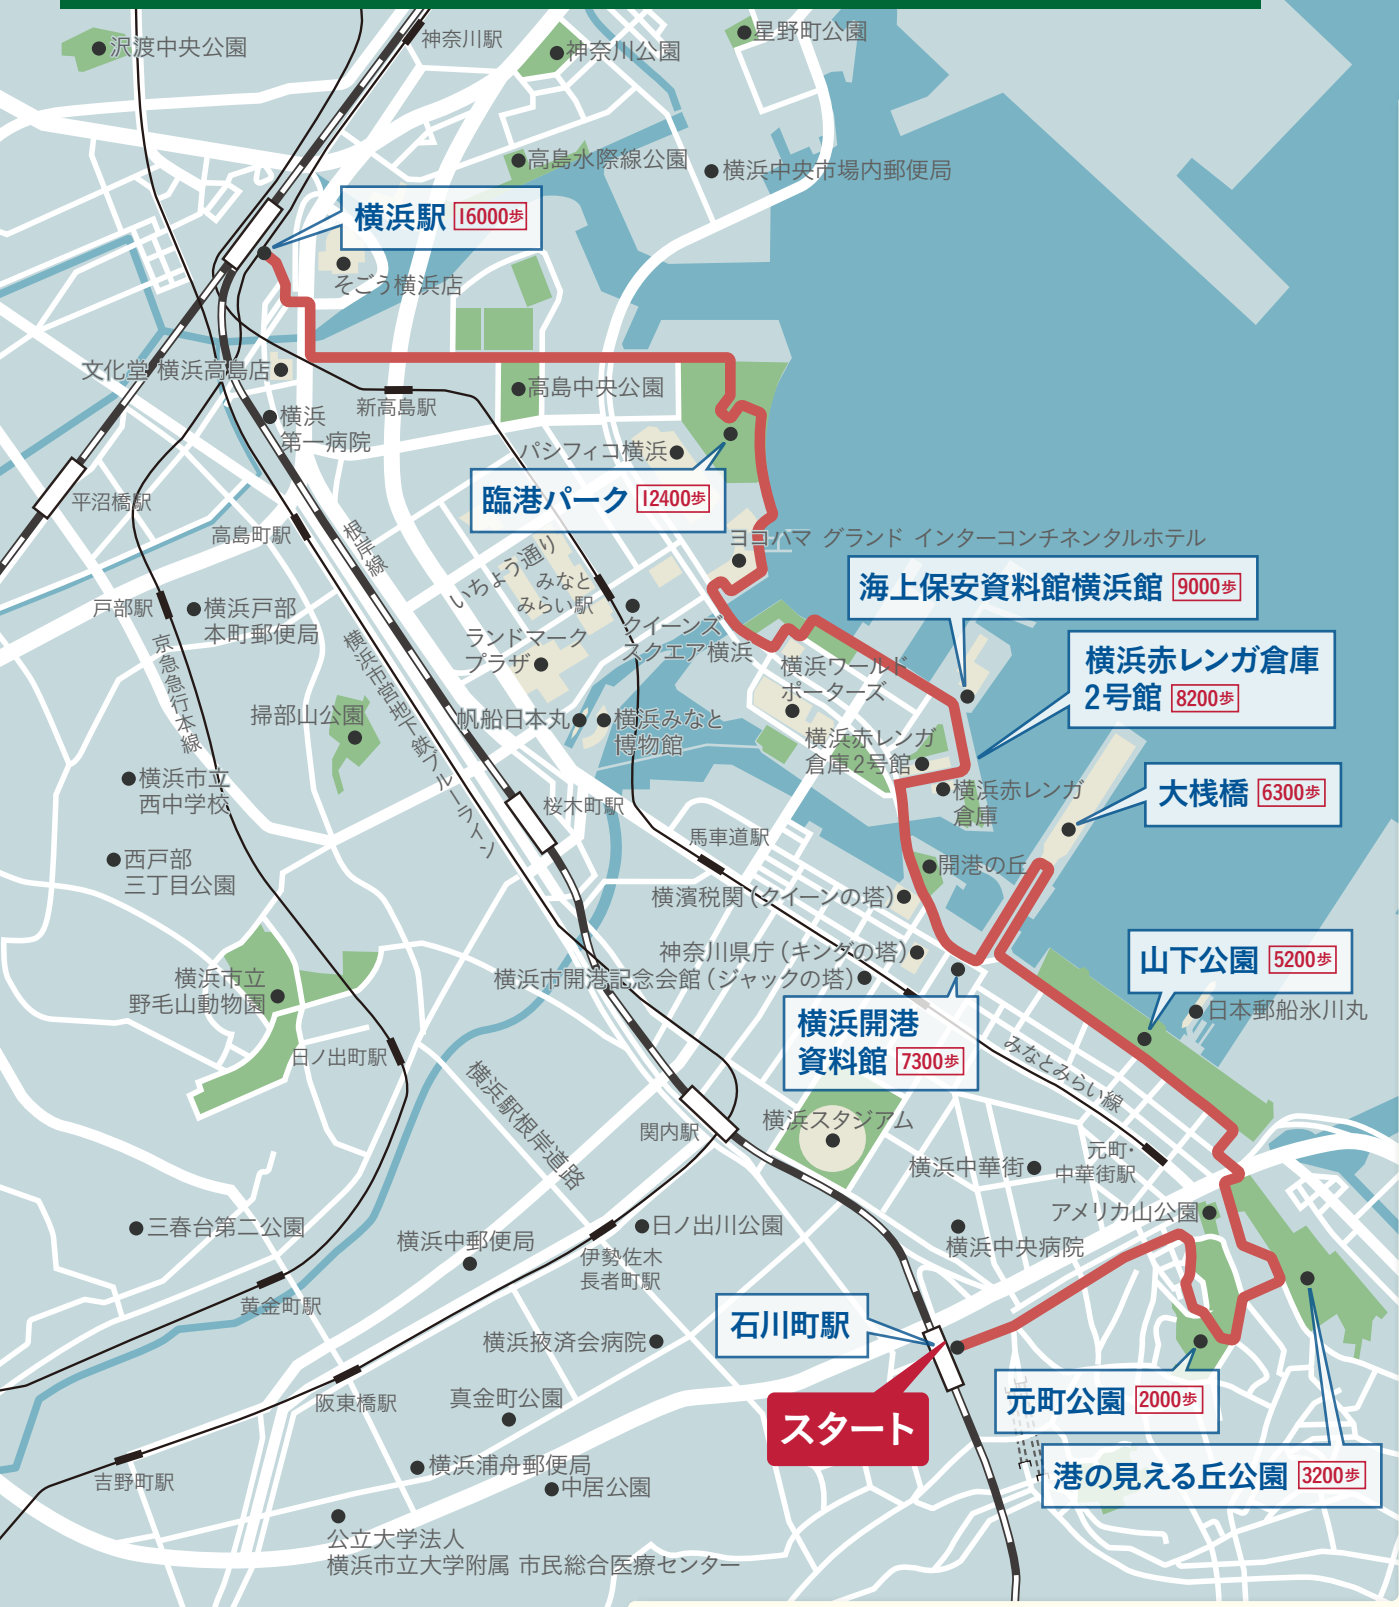 沢渡中央公園
神奈川駅
神奈川公園
星野町公園
高島水際線公園
横浜中央市場内郵便局
横浜駅 16000歩
そごう横浜店
文化堂 横浜高島店
新高島駅
高島中央公園
横浜
第一病院
パシフィコ横浜
臨港パーク 12400歩
平沼橋駅
高島町駅
根岸線
いちょう通り
みなと
みらい駅
ヨコハマ グランド インターコンチネンタルホテル
海上保安資料館横浜館 9000歩
戸部駅
横浜戸部
本町郵便局
京急急行本線
横浜市営地下鉄ブルーライン
ランドマーク
プラザ
クイーンズ
スクエア横浜
横浜ワールド
ポーターズ
横浜赤レンガ倉庫
2号館 8200歩
掃部山公園
帆船日本丸
横浜みなと
博物館
横浜赤レンガ
倉庫2号館
横浜市立
西中学校
桜木町駅
横浜赤レンガ
倉庫
大桟橋 6300歩
馬車道駅
西戸部
三丁目公園
開港の丘
横濱税関（クイーンの塔）
神奈川県庁（キングの塔）
横浜市開港記念会館（ジャックの塔）
横浜市立
野毛山動物園
山下公園 5200歩
日本郵船氷川丸
横浜開港
資料館 7300歩
みなとみらい線
日ノ出町駅
横浜駅根岸道路
関内駅
横浜スタジアム
横浜中華街
元町・
中華街駅
アメリカ山公園
三春台第二公園
横浜中郵便局
日ノ出川公園
伊勢佐木
長者町駅
横浜中央病院
黄金町駅
横浜掖済会病院
石川町駅
スタート
元町公園 2000歩
阪東橋駅
真金町公園
港の見える丘公園 3200歩
吉野町駅
横浜浦舟郵便局
中居公園
公立大学法人
横浜市立大学附属 市民総合医療センター